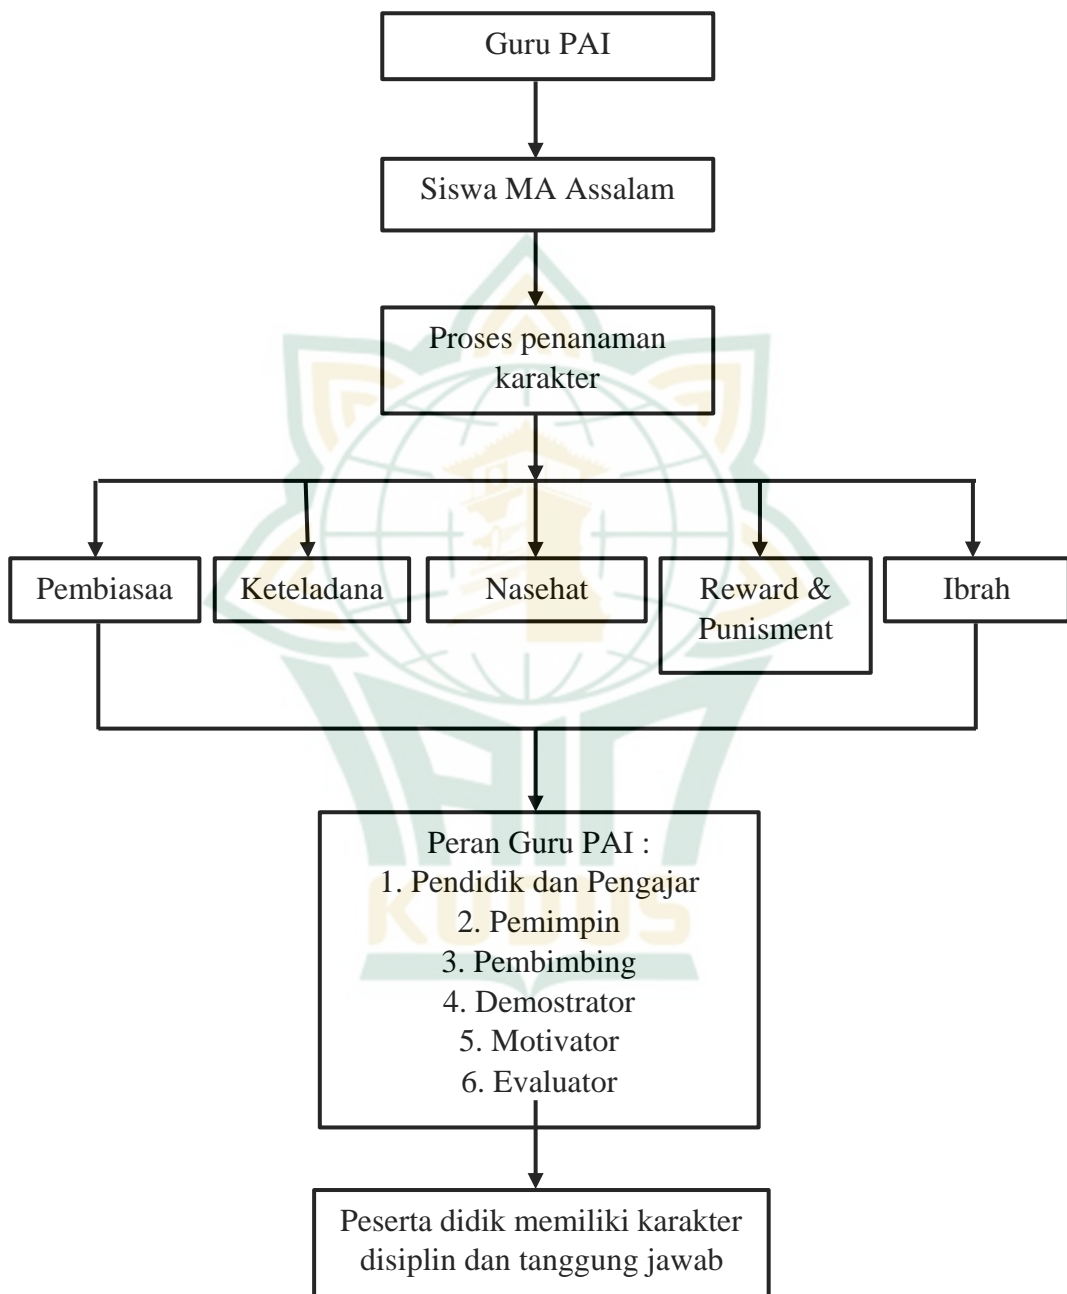 Guru PAI
Siswa MA Assalam
Proses penanaman
karakter
Pembiasaa
Keteladana
Nasehat
Reward &
Punisment
Ibrah
Peran Guru PAI :
1. Pendidik dan Pengajar
2. Pemimpin
3. Pembimbing
4. Demostrator
5. Motivator
6. Evaluator
IAIN
KUDUS
Peserta didik memiliki karakter
disiplin dan tanggung jawab